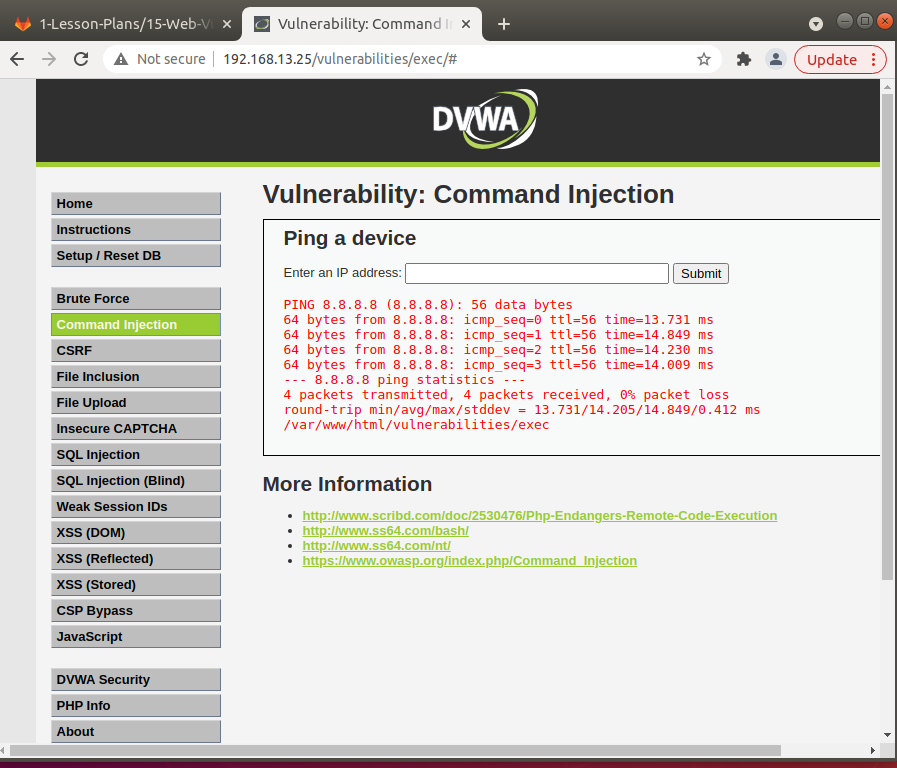 1-Lesson-Plans/15-Web-V
Vulnerability: Command I
Not secure
192.168.13.25/vulnerabilities/exec/#
Update
DVWA
Home
Instructions
Setup / Reset DB
Brute Force
Command Injection
CSRF
File Inclusion
File Upload
Insecure CAPTCHA
SQL Injection
SQL Injection (Blind)
Weak Session IDs
XSS (DOM)
XSS (Reflected)
XSS (Stored)
CSP Bypass
JavaScript
DVWA Security
PHP Info
About
Vulnerability: Command Injection
Ping a device
Enter an IP address:
Submit
PING 8.8.8.8 (8.8.8.8): 56 data bytes
64 bytes from 8.8.8.8: icmp_seq=0 ttl=56 time=13.731 ms
64 bytes from 8.8.8.8: icmp_seq=1 ttl=56 time=14.849 ms
64 bytes from 8.8.8.8: icmp_seq=2 ttl=56 time=14.230 ms
64 bytes from 8.8.8.8: icmp_seq=3 ttl=56 time=14.009 ms
--- 8.8.8.8 ping statistics ---
4 packets transmitted, 4 packets received, 0% packet loss
round-trip min/avg/max/stddev = 13.731/14.205/14.849/0.412 ms
/var/www/html/vulnerabilities/exec
More Information
http://www.scribd.com/doc/2530476/Php-Endangers-Remote-Code-Execution
http://www.ss64.com/bash/
http://www.ss64.com/nt/
https://www.owasp.org/index.php/Command_Injection